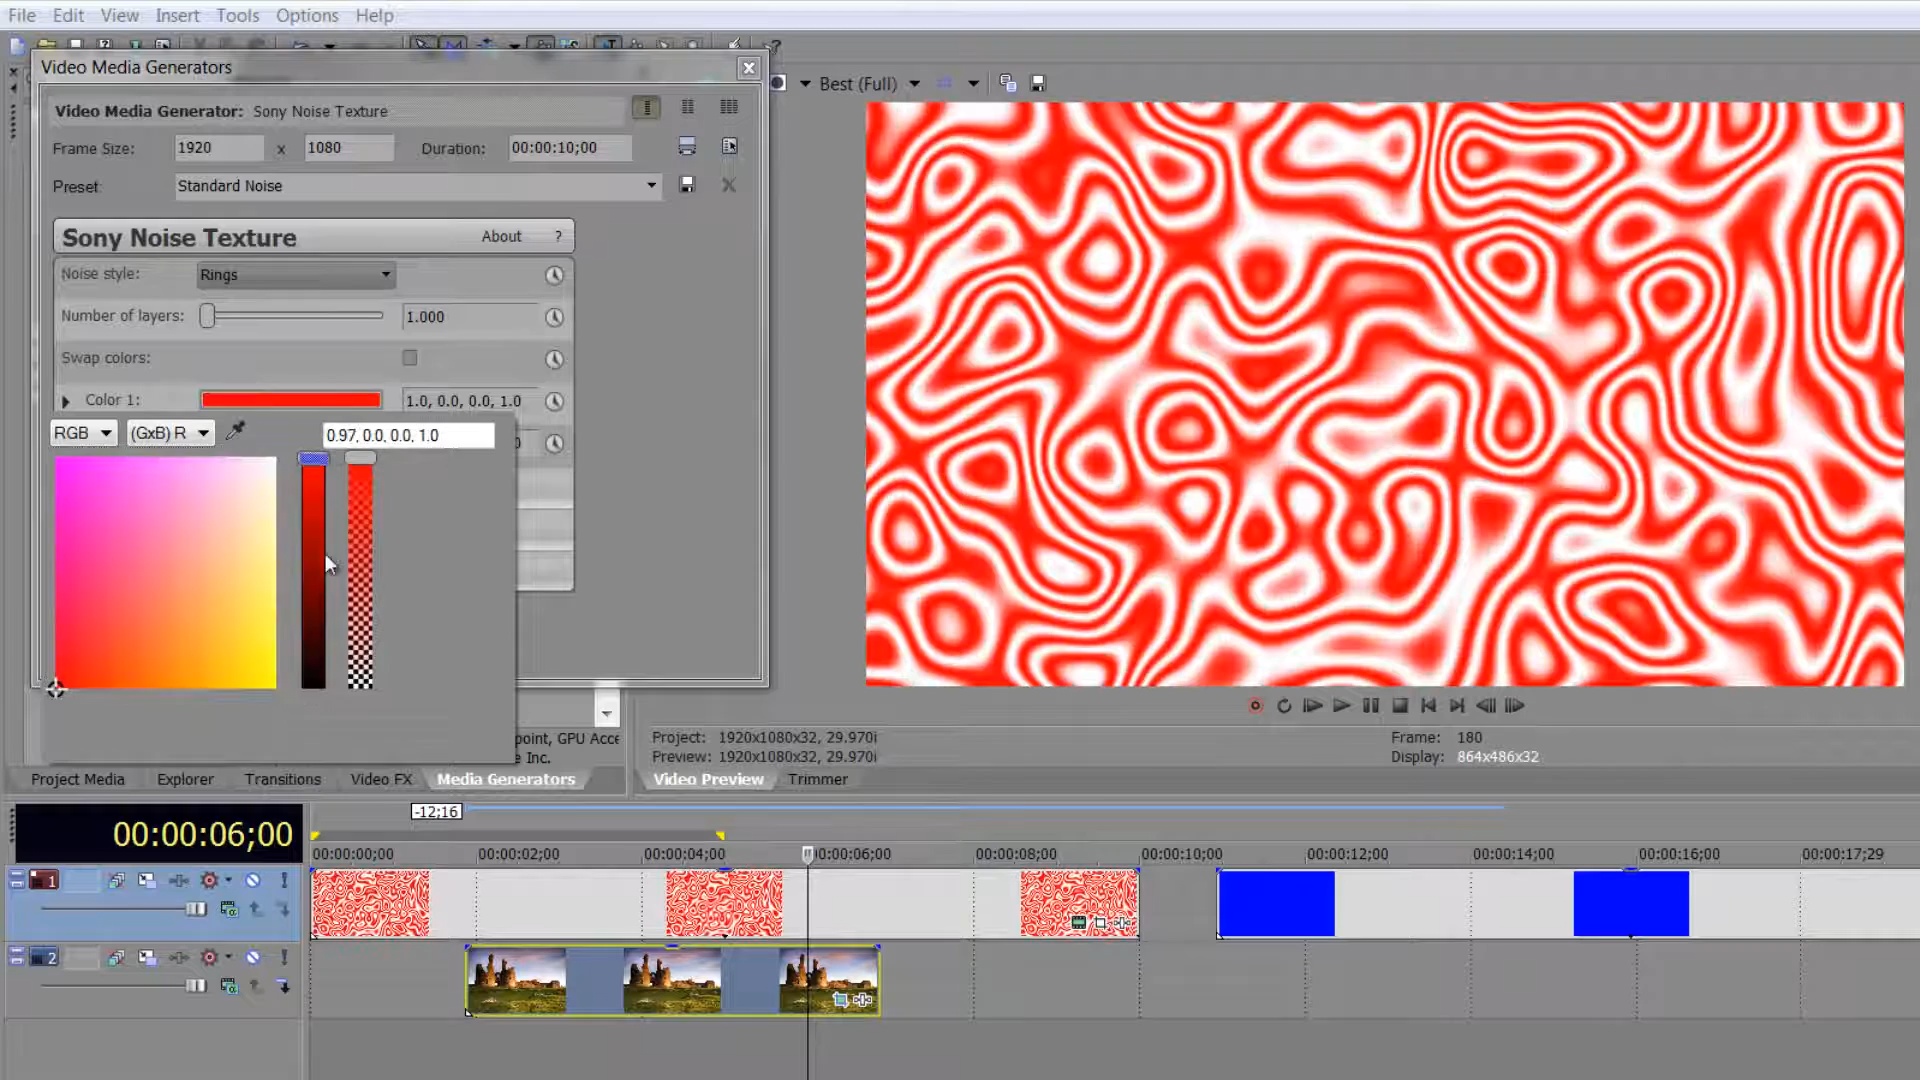 File Edit View Insert Tools Options Help
Video Media Generators
Best (Full)
Video Media Generator: Sony Noise Texture
Frame Size: 1920 x 1080 Duration: 00:00:10;00
Preset: Standard Noise
Sony Noise Texture About ?
Noise style: Rings
Number of layers: 1.000
Swap colors:
Color 1: 1.0, 0.0, 0.0, 1.0
RGB (GxB) R 0.97, 0.0, 0.0, 1.0
point, GPU Acce
e Inc.
Project: 1920x1080x32, 29.970i
Preview: 1920x1080x32, 29.970i
Frame: 180
Display: 864x486x32
Project Media Explorer Transitions Video FX Media Generators Video Preview Trimmer
-12;16
00:00:06;00
00:00:00;00 00:00:02;00 00:00:04;00 00:00:06;00 00:00:08;00 00:00:10;00 00:00:12;00 00:00:14;00 00:00:16;00 00:00:17;29
1
2